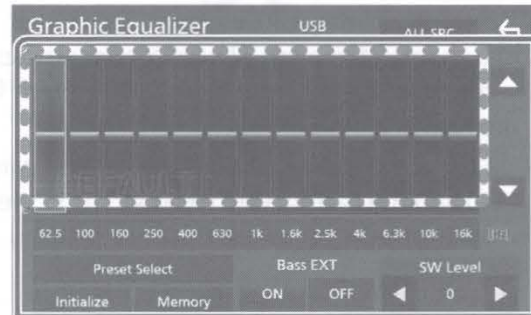 Graphic Equalizer USB ALL SRC
DEFAULT
62.5 100 160 250 400 630 1k 1.6k 2.5k 4k 6.3k 10k 16k
Preset Select Bass EXT SW Level
Initialize Memory ON OFF 0